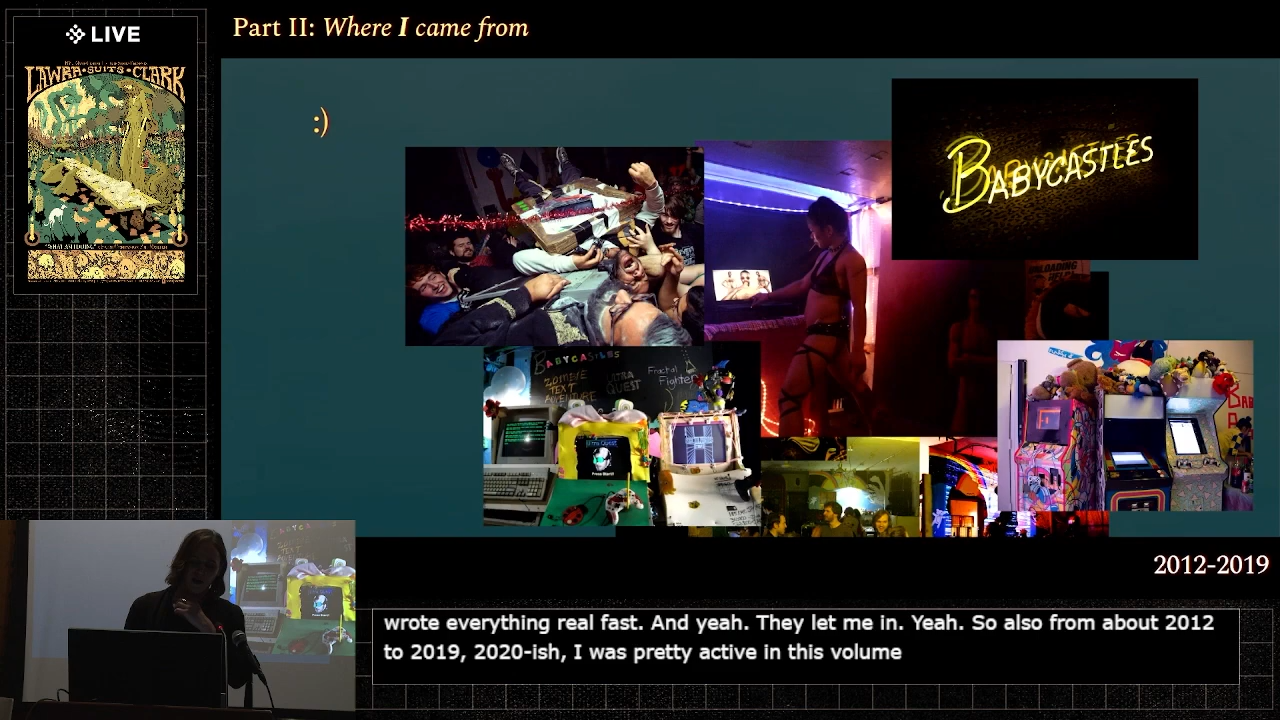 LIVE
LAWRA•SUITS•CLARK
Part II: Where I came from
:)
BABYCASTLES
BABYCASTLES
ZOMBIE
TEXT
ADVENTURE
QUEST
Fractal
Fighter
2012-2019
wrote everything real fast. And yeah. They let me in. Yeah. So also from about 2012
to 2019, 2020-ish, I was pretty active in this volume